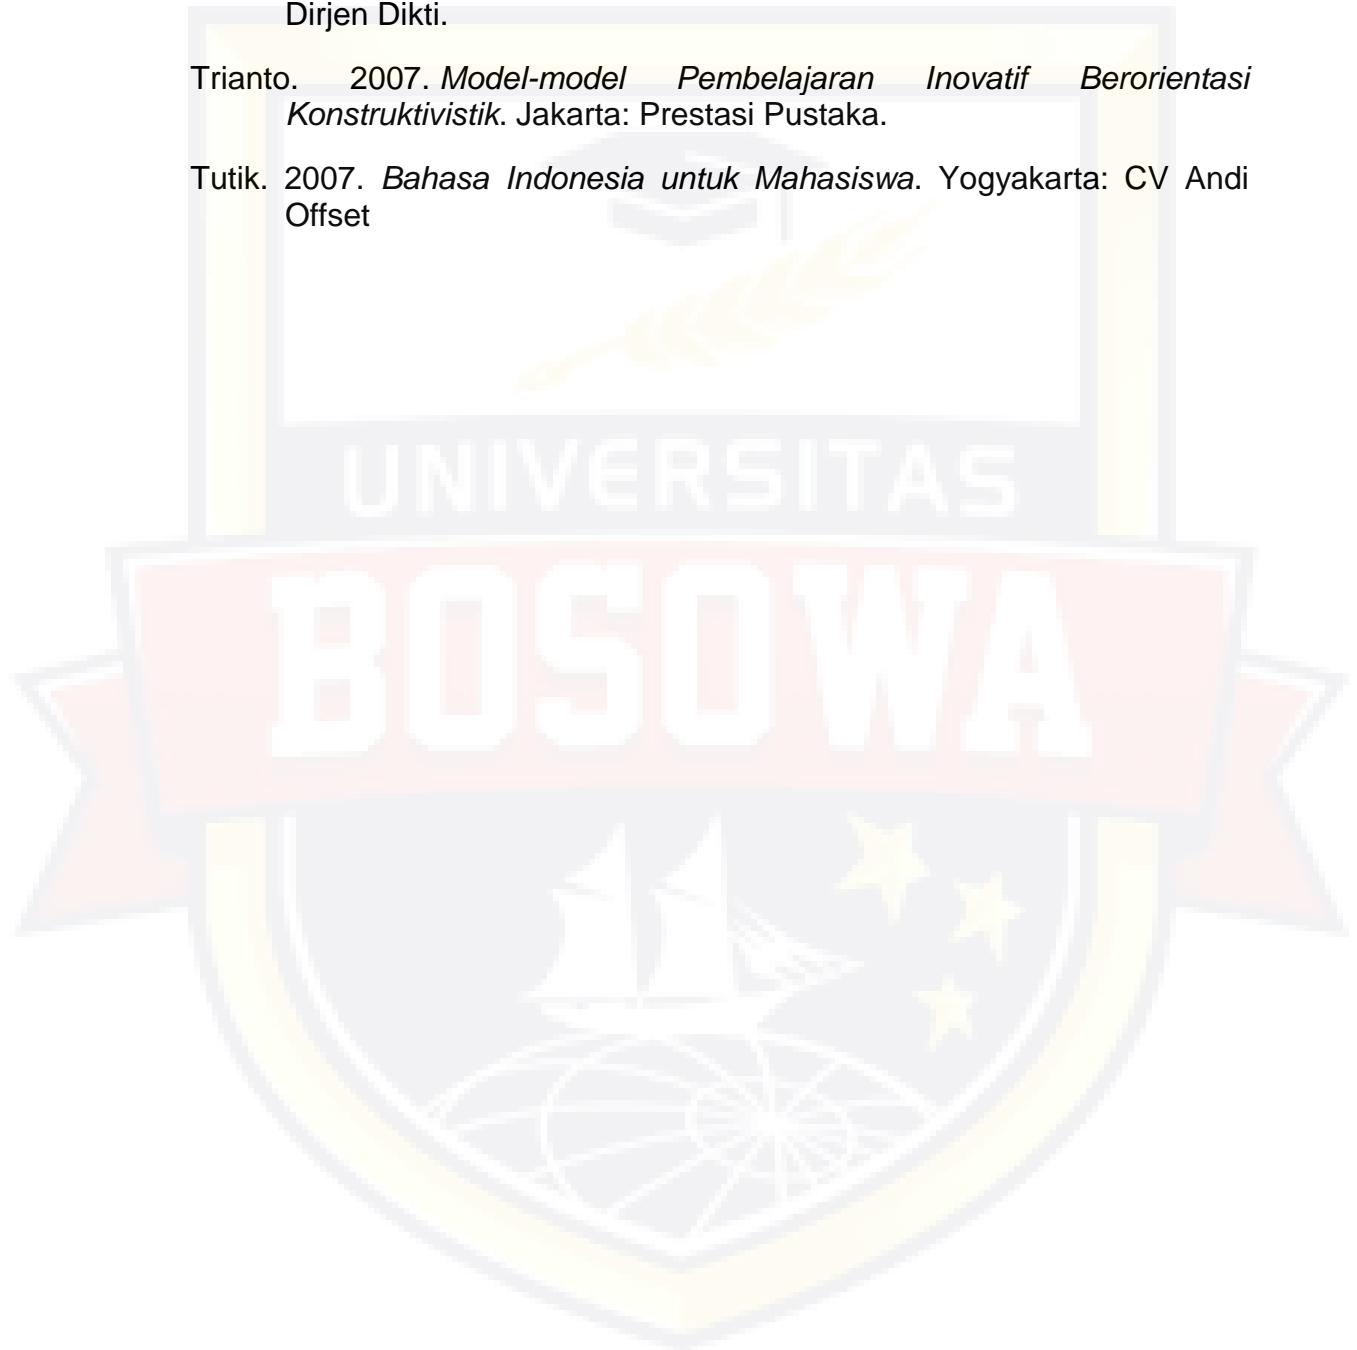 Dirjen Dikti.
Trianto. 2007. Model-model Pembelajaran Inovatif Berorientasi
Konstruktivistik. Jakarta: Prestasi Pustaka.
Tutik. 2007. Bahasa Indonesia untuk Mahasiswa. Yogyakarta: CV Andi
Offset
UNIVERSITAS
BOSOWA